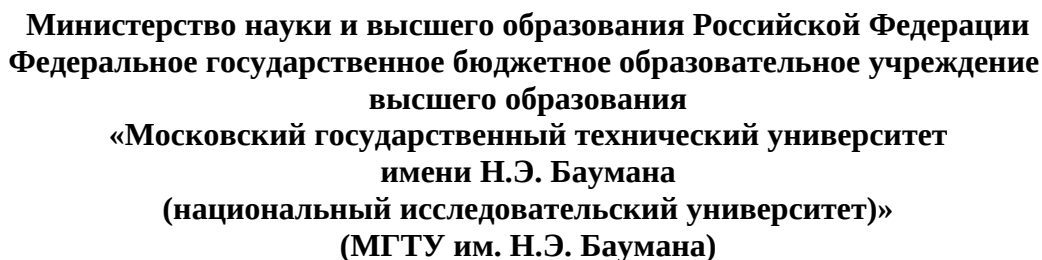 Министерство науки и высшего образования Российской Федерации
Федеральное государственное бюджетное образовательное учреждение
высшего образования
«Московский государственный технический университет
имени Н.Э. Баумана
(национальный исследовательский университет)»
(МГТУ им. Н.Э. Баумана)